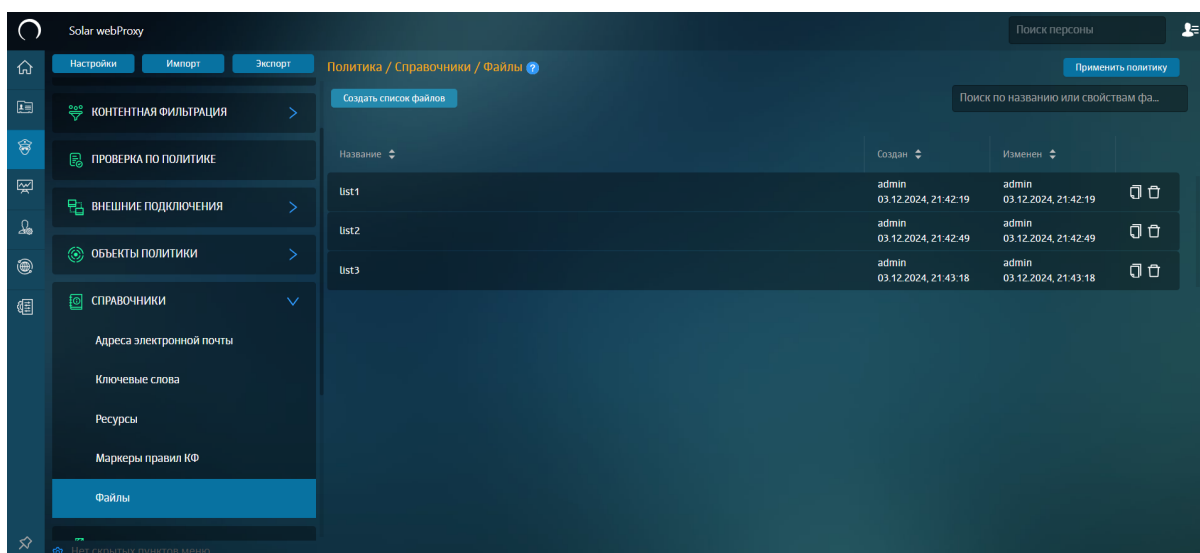 Solar webProxy
Поиск персоны
Настройки
Импорт
Экспорт
Политика / Справочники / Файлы ?
Применить политику
Создать список файлов
Поиск по названию или свойствам фа...
КОНТЕНТНАЯ ФИЛЬТРАЦИЯ
ПРОВЕРКА ПО ПОЛИТИКЕ
ВНЕШНИЕ ПОДКЛЮЧЕНИЯ
ОБЪЕКТЫ ПОЛИТИКИ
СПРАВОЧНИКИ
Адреса электронной почты
Ключевые слова
Ресурсы
Маркеры правил КФ
Файлы
Нет скрытых пунктов меню
Название
Создан
Изменен
list1
admin
03.12.2024, 21:42:19
admin
03.12.2024, 21:42:19
list2
admin
03.12.2024, 21:42:49
admin
03.12.2024, 21:42:49
list3
admin
03.12.2024, 21:43:18
admin
03.12.2024, 21:43:18